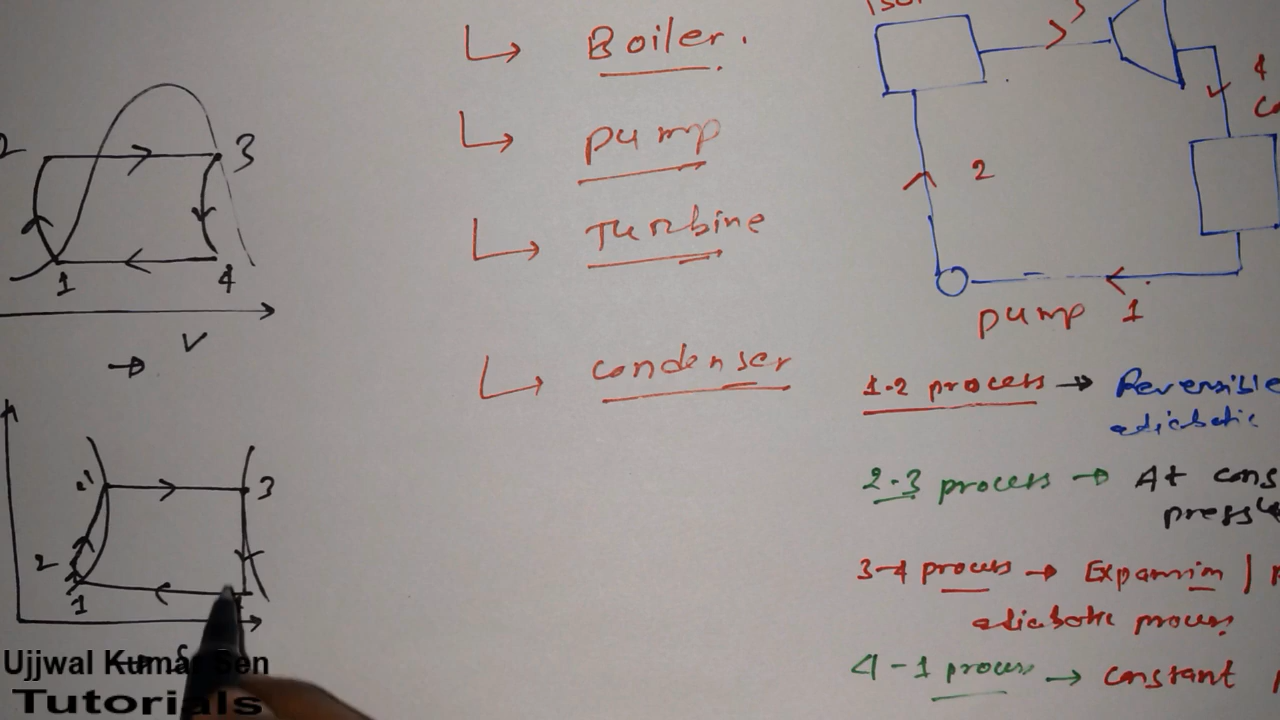 Boiler.
pump
Turbine
condenser
2
3
1
4
V
2'
3
2
1
3
4
2
pump 1
1-2 process → Reversible
adiabatic
2-3 process → At cons
press
3-4 process → Expansion |
adiabatic process
4-1 process → constant
Ujjwal Kumar Sen
Tutorials